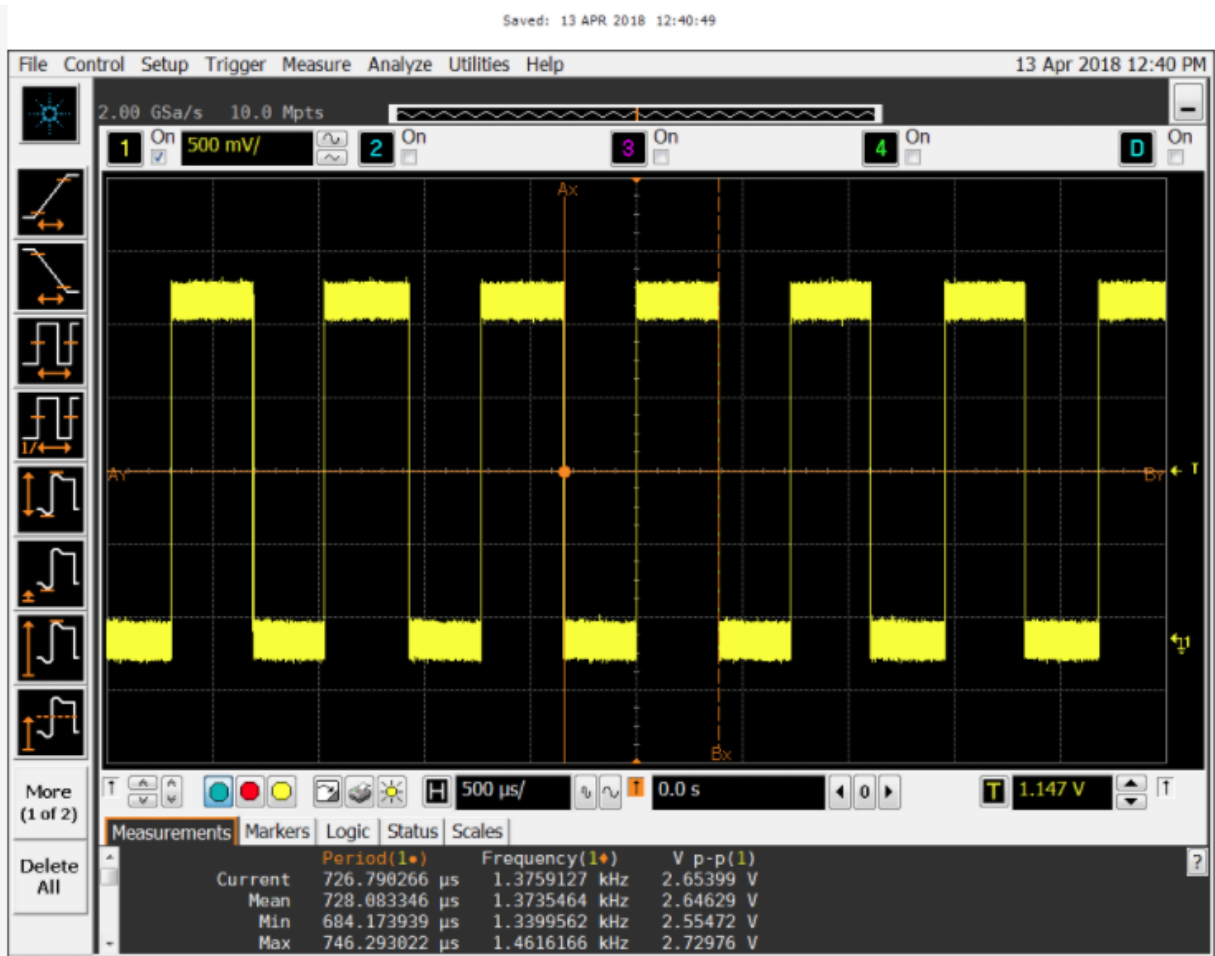 Saved: 13 APR 2018 12:40:49
File Control Setup Trigger Measure Analyze Utilities Help 13 Apr 2018 12:40 PM
2.00 GSa/s 10.0 Mpts
1 On 500 mV/ 2 On 3 On 4 On D On
Ax
AY BY T
1
Bx
More
(1 of 2)
Delete
All
H 500 µs/ 0.0 s 0 T 1.147 V
Measurements Markers Logic Status Scales
Period(1●) Frequency(1♦) V p-p(1) ?
Current 726.790266 µs 1.3759127 kHz 2.65399 V
Mean 728.083346 µs 1.3735464 kHz 2.64629 V
Min 684.173939 µs 1.3399562 kHz 2.55472 V
Max 746.293022 µs 1.4616166 kHz 2.72976 V